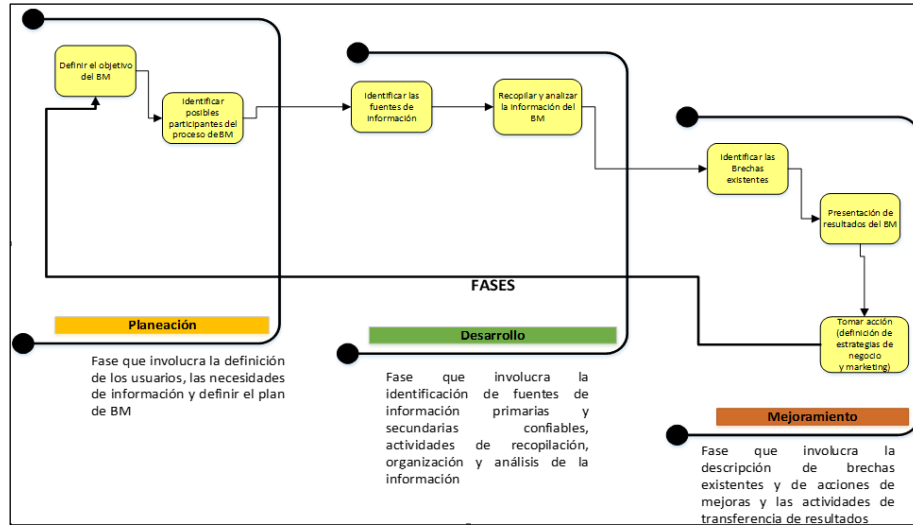 Definir el objetivo
del BM
Identificar
posibles
participantes del
proceso de BM
Identificar las
fuentes de
información
Recopilar y analizar
la información del
BM
Identificar las
Brechas
existentes
Presentación de
resultados del BM
Tomar acción
(definición de
estrategias de
negocio
y marketing)
FASES
Planeación
Fase que involucra la definición
de los usuarios, las necesidades
de información y definir el plan
de BM
Desarrollo
Fase que involucra la
identificación de fuentes de
información primarias y
secundarias confiables,
actividades de recopilación,
organización y análisis de la
información
Mejoramiento
Fase que involucra la
descripción de brechas
existentes y de acciones de
mejoras y las actividades de
transferencia de resultados